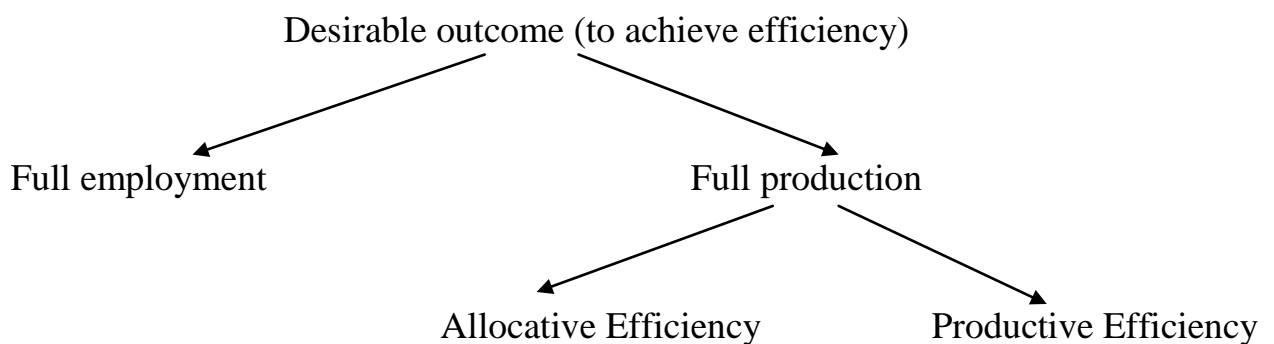 Desirable outcome (to achieve efficiency)
Full employment
Full production
Allocative Efficiency
Productive Efficiency